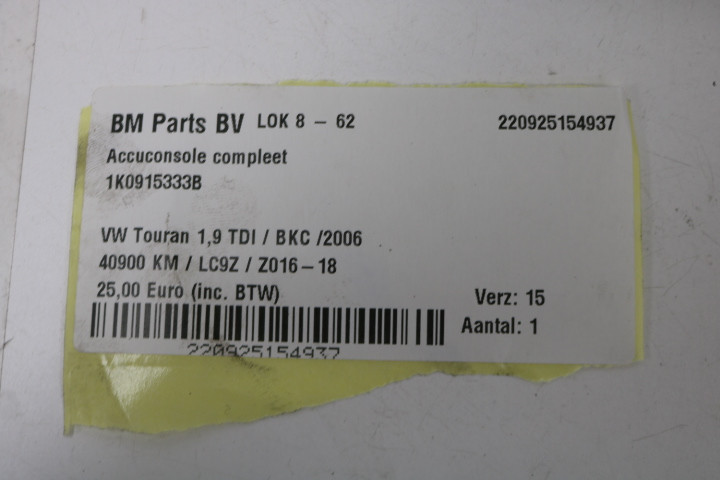 BM Parts BV LOK 8 - 62 220925154937
Accuconsole compleet
1K0915333B
VW Touran 1,9 TDI / BKC /2006
40900 KM / LC9Z / Z016-18
25,00 Euro (inc. BTW) Verz: 15
Aantal: 1
220925154937